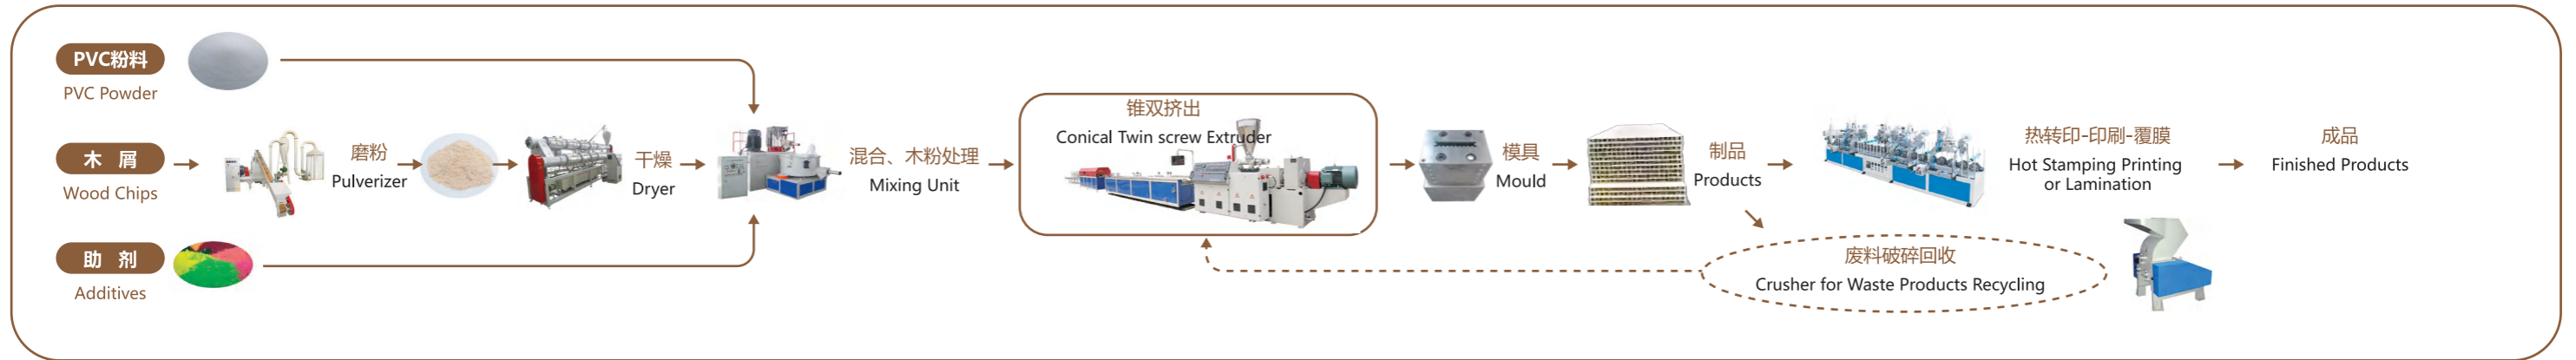 PVC粉料
PVC Powder
木 屑
Wood Chips
助 剂
Additives
磨粉
Pulverizer
干燥
Dryer
混合、木粉处理
Mixing Unit
锥双挤出
Conical Twin screw Extruder
模具
Mould
制品
Products
热转印-印刷-覆膜
Hot Stamping Printing
or Lamination
成品
Finished Products
废料破碎回收
Crusher for Waste Products Recycling